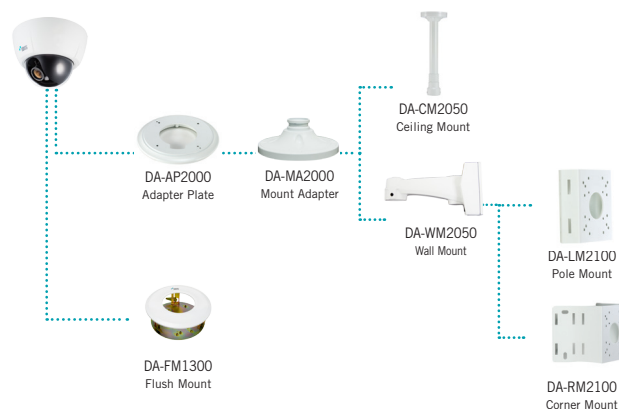 DA-CM2050
Ceiling Mount
DA-AP2000
Adapter Plate
DA-MA2000
Mount Adapter
DA-WM2050
Wall Mount
DA-LM2100
Pole Mount
DA-FM1300
Flush Mount
DA-RM2100
Corner Mount